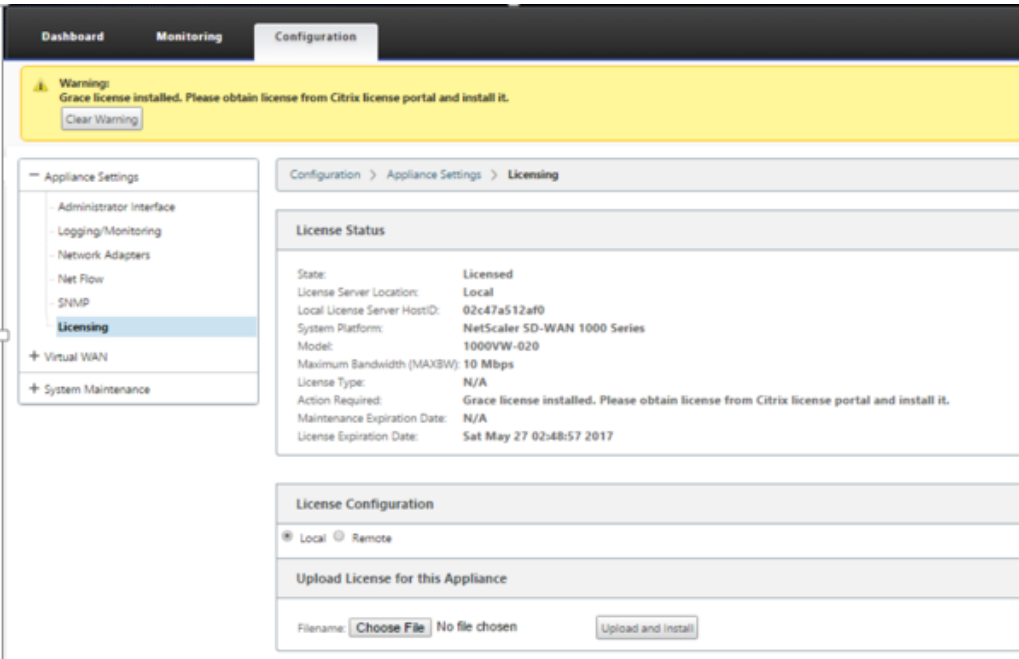 Dashboard Monitoring Configuration
Warning:
Grace license installed. Please obtain license from Citrix license portal and install it.
Clear Warning
Appliance Settings
Administrator Interface
Logging/Monitoring
Network Adapters
Net Flow
SNMP
Licensing
Virtual WAN
System Maintenance
Configuration > Appliance Settings > Licensing
License Status
State: Licensed
License Server Location: Local
Local License Server HostID: 02c47a512af0
System Platform: NetScaler SD-WAN 1000 Series
Model: 1000VW-020
Maximum Bandwidth (MAXBW): 10 Mbps
License Type: N/A
Action Required: Grace license installed. Please obtain license from Citrix license portal and install it.
Maintenance Expiration Date: N/A
License Expiration Date: Sat May 27 02:48:57 2017
License Configuration
Local Remote
Upload License for this Appliance
Filename: Choose File No file chosen Upload and Install